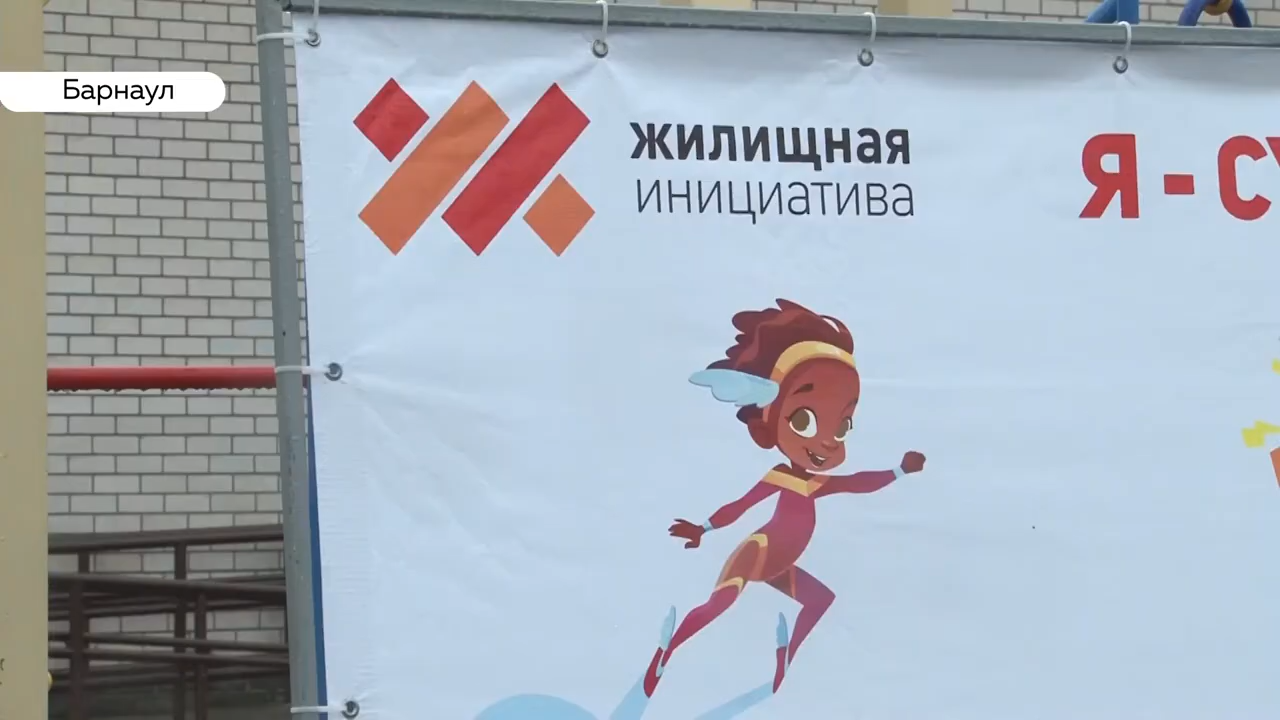 Барнаул
жилищная
инициатива
Я - С